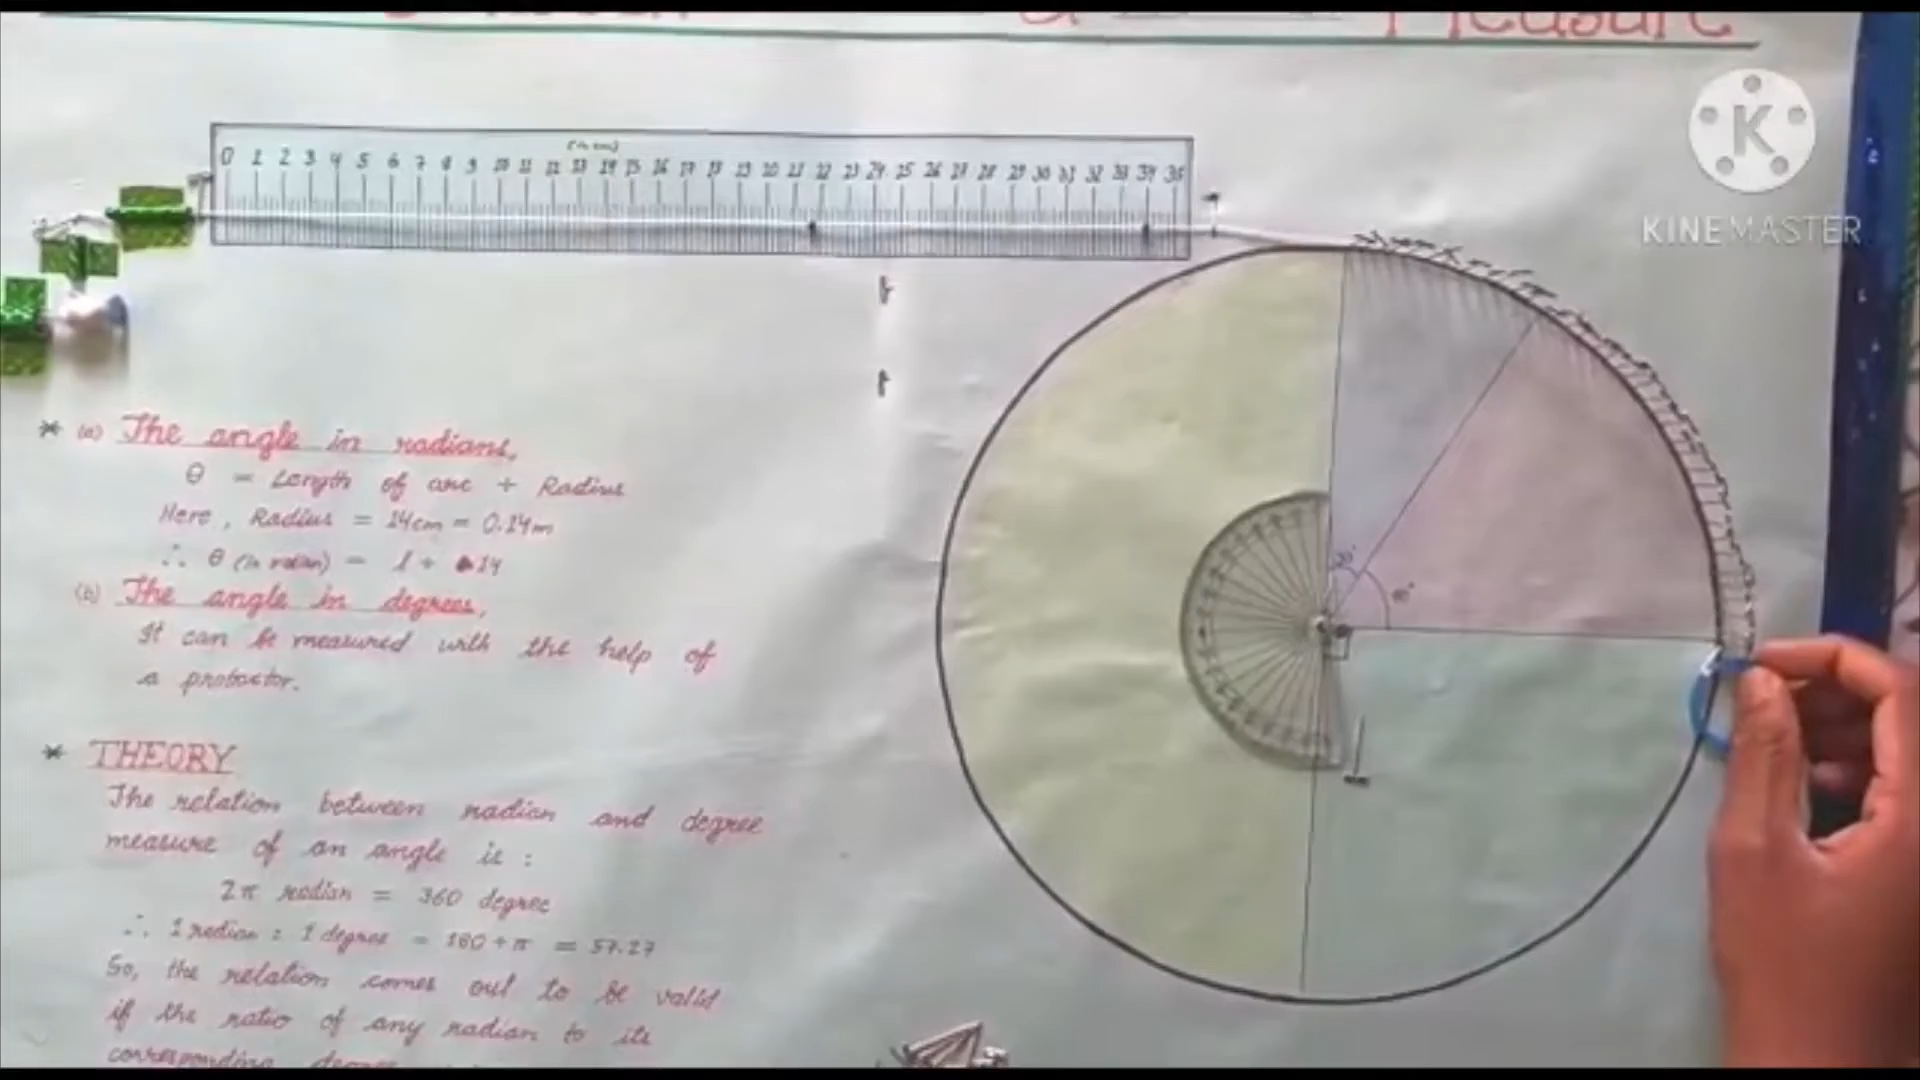 Measure
(in cm)
0 1 2 3 4 5 6 7 8 9 10 11 12 13 14 15 16 17 18 19 20 21 22 23 24 25 26 27 28 29 30 31 32 33 34 35
K
KINEMASTER
* (a) The angle in radians,
θ = Length of arc ÷ Radius
Here, Radius = 14cm = 0.14m
∴ θ (in radian) = l ÷ 14
(b) The angle in degrees,
It can be measured with the help of
a protractor.
* THEORY
The relation between radian and degree
measure of an angle is :
2π radian = 360 degree
∴ 1 radian : 1 degree = 180 ÷ π = 57.27
So, the relation comes out to be valid
if the ratio of any radian to its
corresponding degree